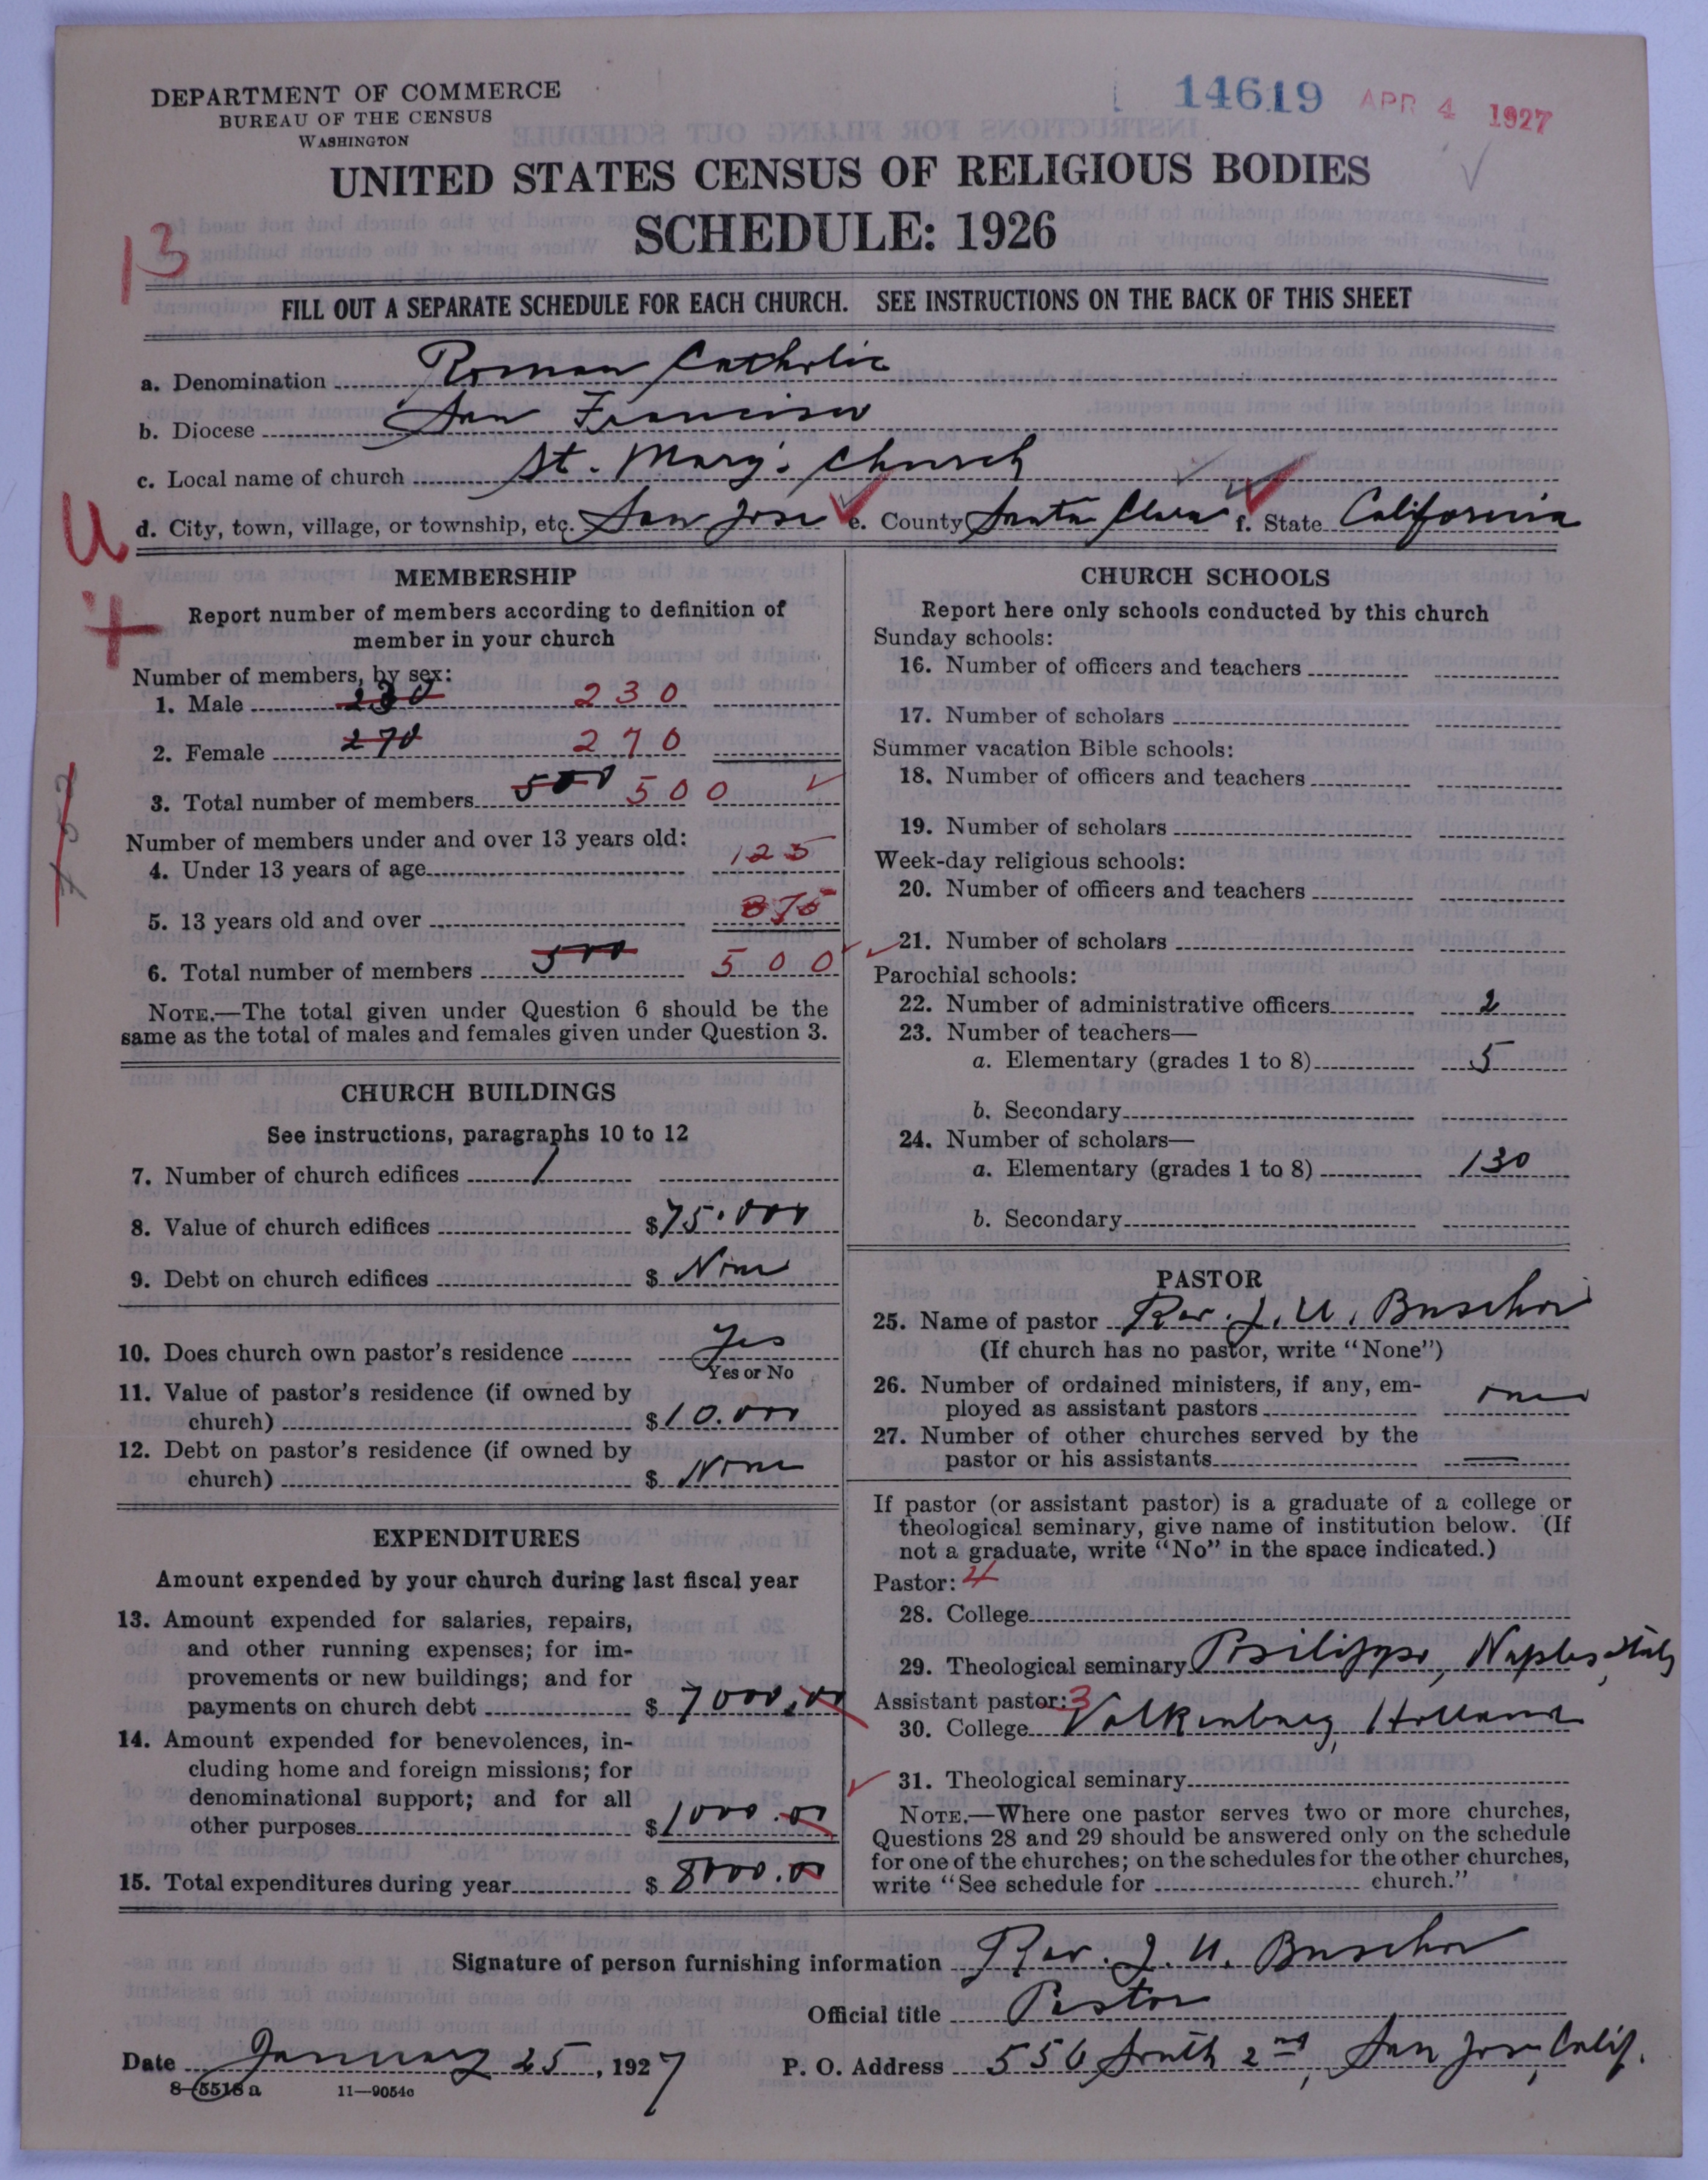 DEPARTMENT OF COMMERCE
BUREAU OF THE CENSUS
WASHINGTON
14619 APR 4 1927
UNITED STATES CENSUS OF RELIGIOUS BODIES
SCHEDULE: 1926
13
FILL OUT A SEPARATE SCHEDULE FOR EACH CHURCH. SEE INSTRUCTIONS ON THE BACK OF THIS SHEET
a. Denomination Roman Catholic
b. Diocese San Francisco
c. Local name of church St. Mary's Church
d. City, town, village, or township, etc. San Jose e. County Santa Clara f. State California
U
4
MEMBERSHIP
Report number of members according to definition of
member in your church
Number of members, by sex:
1. Male 230 230
2. Female 270 270
3. Total number of members 500 500
Number of members under and over 13 years old:
4. Under 13 years of age 125
5. 13 years old and over 375
6. Total number of members 500 500
NOTE.—The total given under Question 6 should be the
same as the total of males and females given under Question 3.
CHURCH BUILDINGS
See instructions, paragraphs 10 to 12
7. Number of church edifices 1
8. Value of church edifices $75.000
9. Debt on church edifices $ None
10. Does church own pastor's residence Yes
Yes or No
11. Value of pastor's residence (if owned by
church) $10.000
12. Debt on pastor's residence (if owned by
church) $ None
EXPENDITURES
Amount expended by your church during last fiscal year
13. Amount expended for salaries, repairs,
and other running expenses; for im-
provements or new buildings; and for
payments on church debt $ 7000.00
14. Amount expended for benevolences, in-
cluding home and foreign missions; for
denominational support; and for all
other purposes $1000.00
15. Total expenditures during year $ 8000.00
CHURCH SCHOOLS
Report here only schools conducted by this church
Sunday schools:
16. Number of officers and teachers
17. Number of scholars
Summer vacation Bible schools:
18. Number of officers and teachers
19. Number of scholars
Week-day religious schools:
20. Number of officers and teachers
21. Number of scholars
Parochial schools:
22. Number of administrative officers 2
23. Number of teachers—
a. Elementary (grades 1 to 8) 5
b. Secondary
24. Number of scholars—
a. Elementary (grades 1 to 8) 130
b. Secondary
PASTOR
25. Name of pastor Rev. J. U.
(If church has no pastor, write "None")
26. Number of ordained ministers, if any, em-
ployed as assistant pastors one
27. Number of other churches served by the
pastor or his assistants —
If pastor (or assistant pastor) is a graduate of a college or
theological seminary, give name of institution below. (If
not a graduate, write "No" in the space indicated.)
Pastor: 4
28. College
29. Theological seminary Posilippo, Naples, Italy
Assistant pastor: 3
30. College Valkenburg, Holland
31. Theological seminary
NOTE.—Where one pastor serves two or more churches,
Questions 28 and 29 should be answered only on the schedule
for one of the churches; on the schedules for the other churches,
write "See schedule for church."
Signature of person furnishing information Rev. J. U.
Official title Pastor
Date January 25, 1927 P. O. Address 556 South 2nd, San Jose, Calif.
8—5518 a 11—9054c